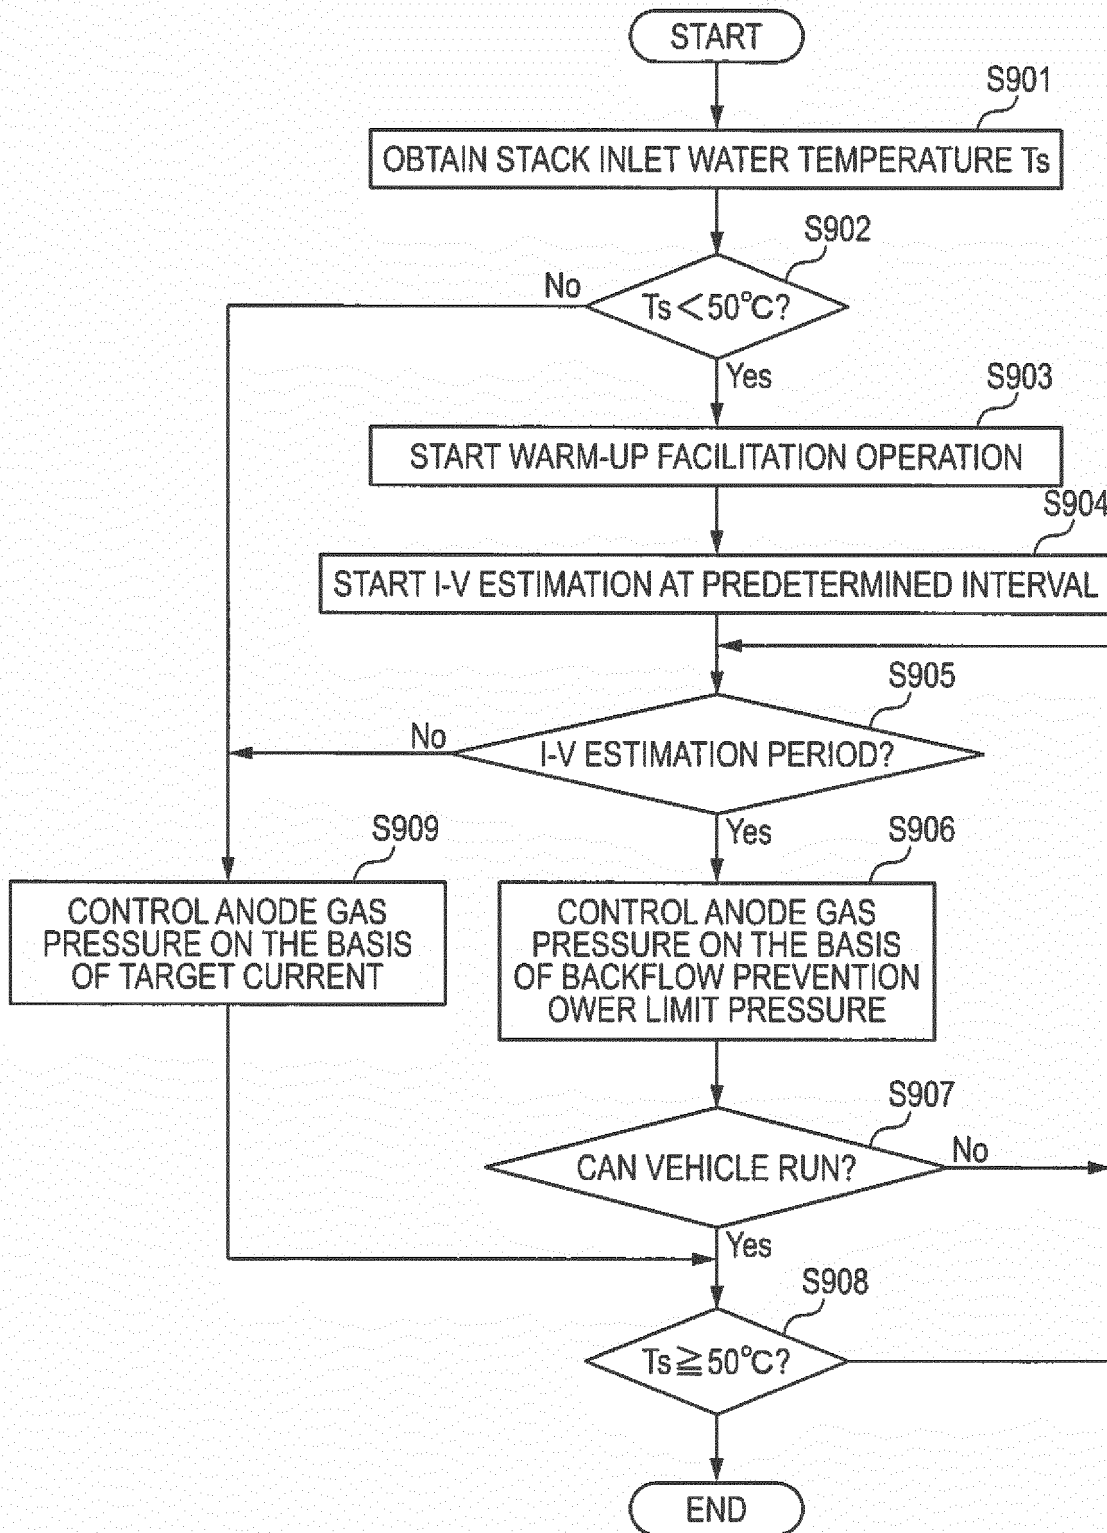 START
S901
OBTAIN STACK INLET WATER TEMPERATURE Ts
S902
No
Ts<50°C?
Yes
S903
START WARM-UP FACILITATION OPERATION
S904
START I-V ESTIMATION AT PREDETERMINED INTERVAL
S905
No
I-V ESTIMATION PERIOD?
Yes
S909
S906
CONTROL ANODE GAS
PRESSURE ON THE BASIS
OF TARGET CURRENT
CONTROL ANODE GAS
PRESSURE ON THE BASIS
OF BACKFLOW PREVENTION
OWER LIMIT PRESSURE
S907
CAN VEHICLE RUN?
No
Yes
S908
Ts≧50°C?
END